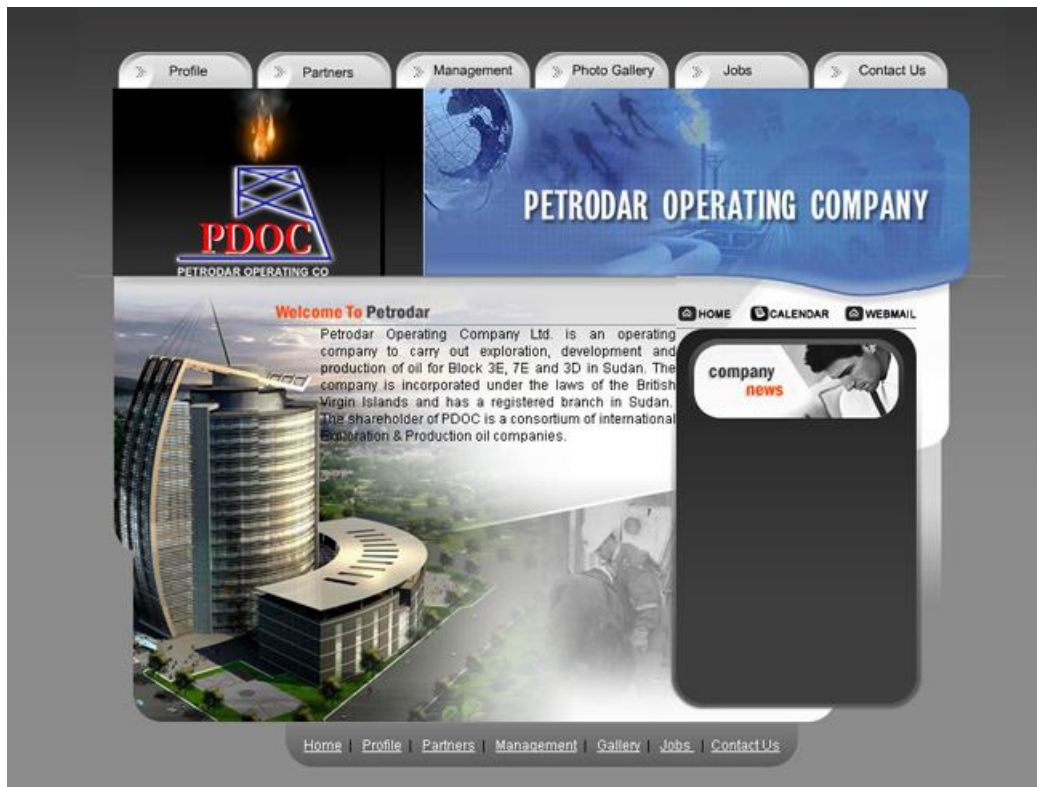 Profile
Partners
Management
Photo Gallery
Jobs
Contact Us
PDOC
PETRODAR OPERATING CO
PETRODAR OPERATING COMPANY
Welcome To Petrodar
HOME
CALENDAR
WEBMAIL
Petrodar Operating Company Ltd. is an operating
company to carry out exploration, development and
production of oil for Block 3E, 7E and 3D in Sudan. The
company is incorporated under the laws of the British
Virgin Islands and has a registered branch in Sudan.
The shareholder of PDOC is a consortium of international
Exploration & Production oil companies.
company
news
Home | Profile | Partners | Management | Gallery | Jobs | Contact Us